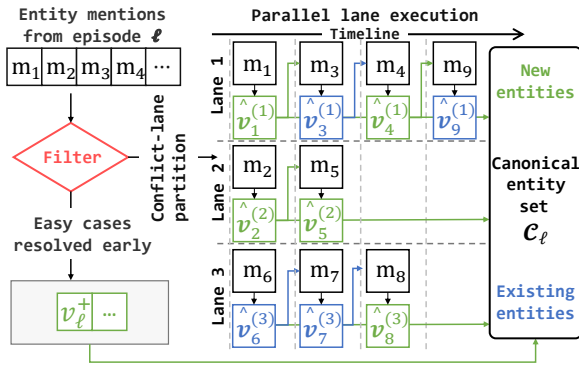 Entity mentions
from episode ℓ
m₁ m₂ m₃ m₄ ...
Filter
Conflict-lane
partition
Easy cases
resolved early
v_ℓ^+ ...
Parallel lane execution
Timeline
Lane 1
m₁ m₃ m₄ m₉
v̂₁^(1) v̂₃^(1) v̂₄^(1) v̂₉^(1)
Lane 2
m₂ m₅
v̂₂^(2) v̂₅^(2)
Lane 3
m₆ m₇ m₈
v̂₆^(3) v̂₇^(3) v̂₈^(3)
New
entities
Canonical
entity
set
𝓒_ℓ
Existing
entities